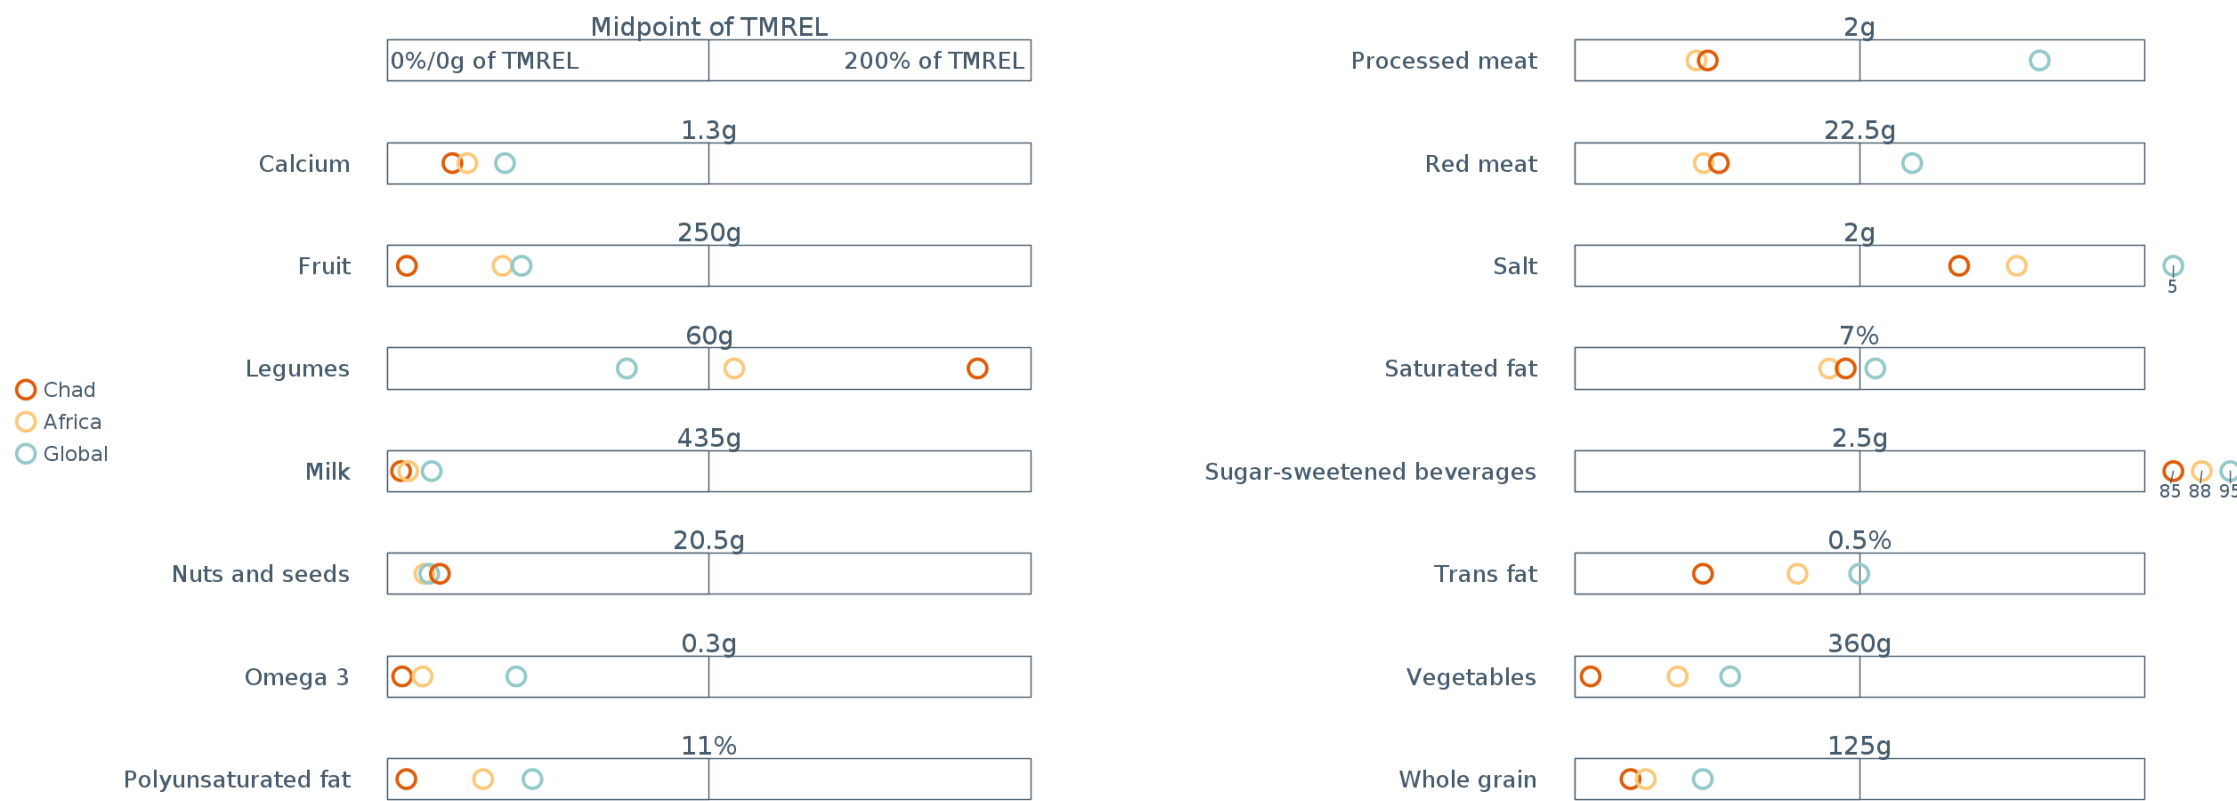 Midpoint of TMREL
0%/0g of TMREL 200% of TMREL
1.3g
Calcium
250g
Fruit
60g
Legumes
435g
Milk
20.5g
Nuts and seeds
0.3g
Omega 3
11%
Polyunsaturated fat
Chad
Africa
Global
2g
Processed meat
22.5g
Red meat
2g
Salt
5
7%
Saturated fat
2.5g
Sugar-sweetened beverages
85 88 95
0.5%
Trans fat
360g
Vegetables
125g
Whole grain